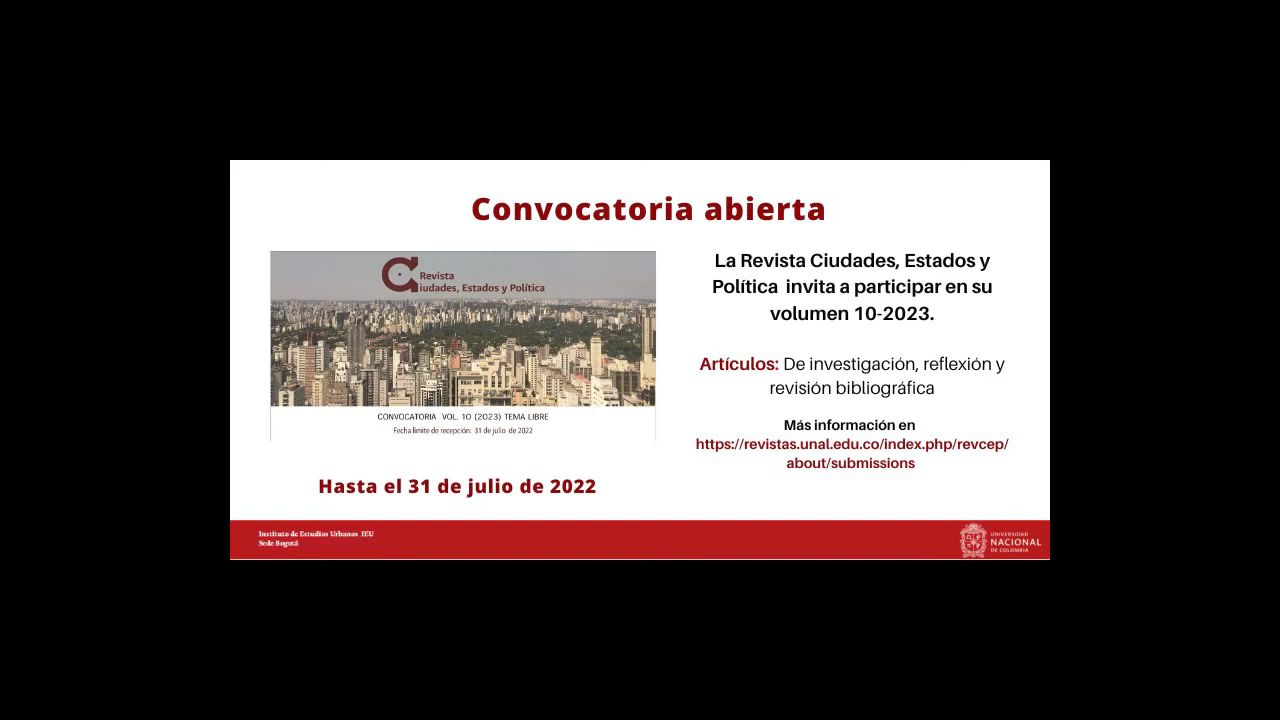 Convocatoria abierta
Revista
Ciudades, Estados y Política
CONVOCATORIA VOL. 10 (2023) TEMA LIBRE
Fecha límite de recepción: 31 de julio de 2022
Hasta el 31 de julio de 2022
La Revista Ciudades, Estados y
Política invita a participar en su
volumen 10-2023.
Artículos: De investigación, reflexión y
revisión bibliográfica
Más información en
https://revistas.unal.edu.co/index.php/revcep/
about/submissions
Instituto de Estudios Urbanos IEU
Sede Bogotá
UNIVERSIDAD
NACIONAL
DE COLOMBIA